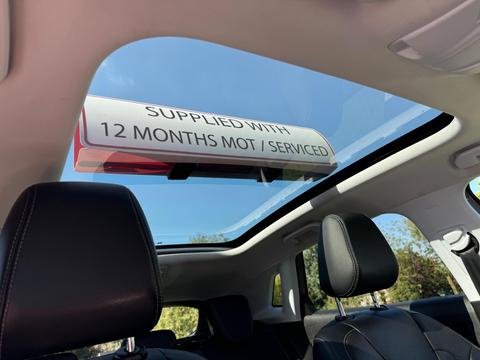 SUPPLIED WITH
12 MONTHS MOT / SERVICED